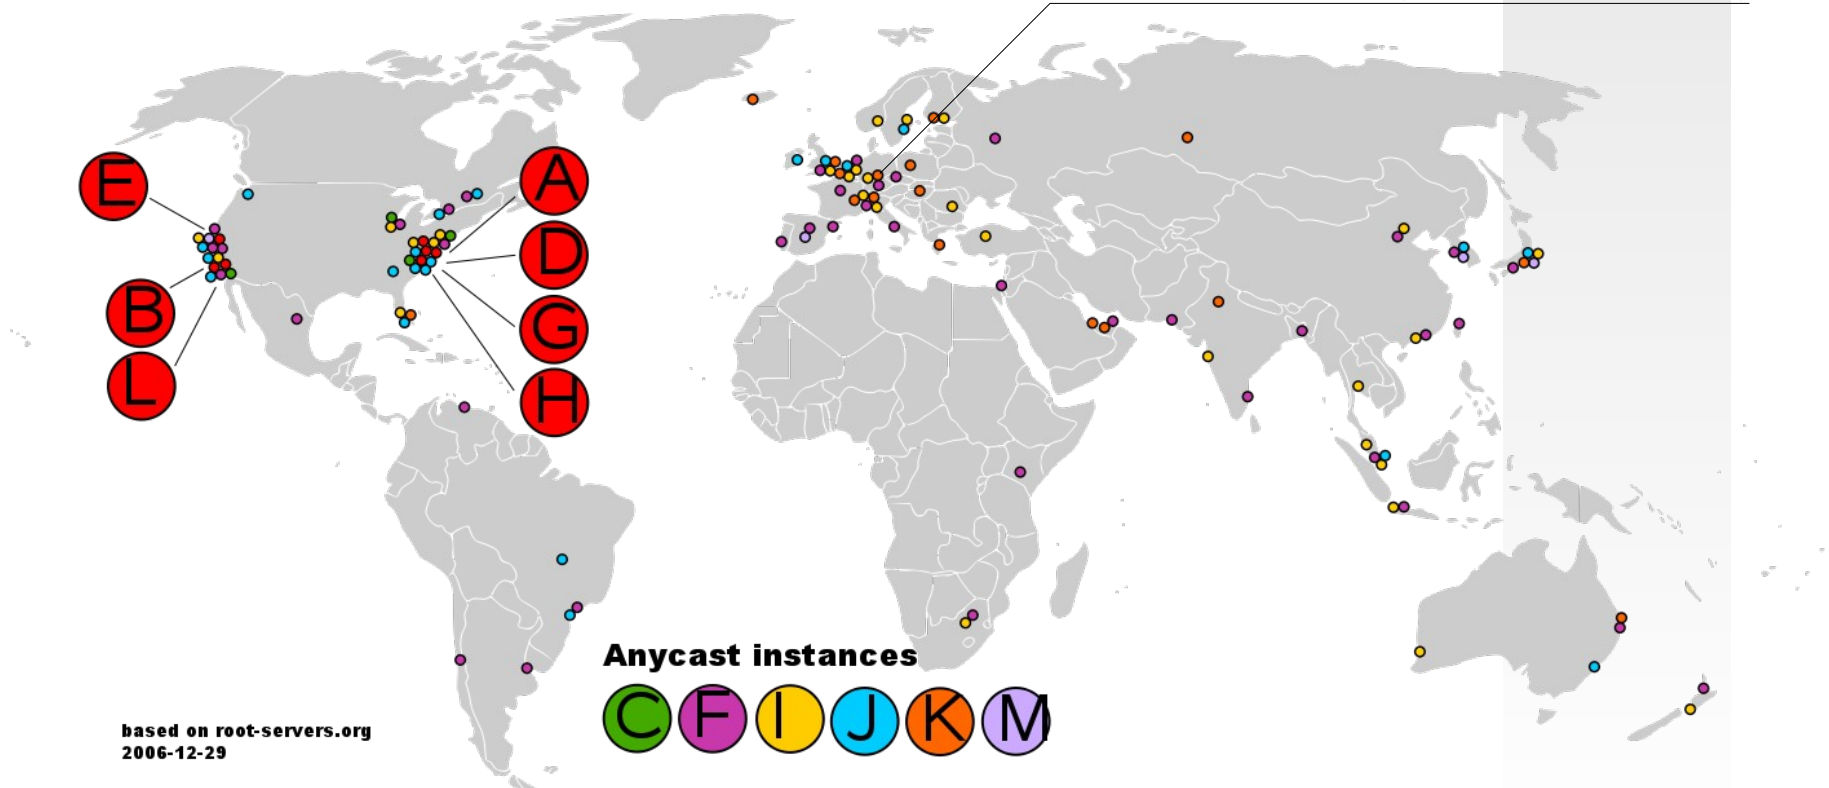 E
A
D
B
G
L
H
Anycast instances
C F I J K M
based on root-servers.org
2006-12-29